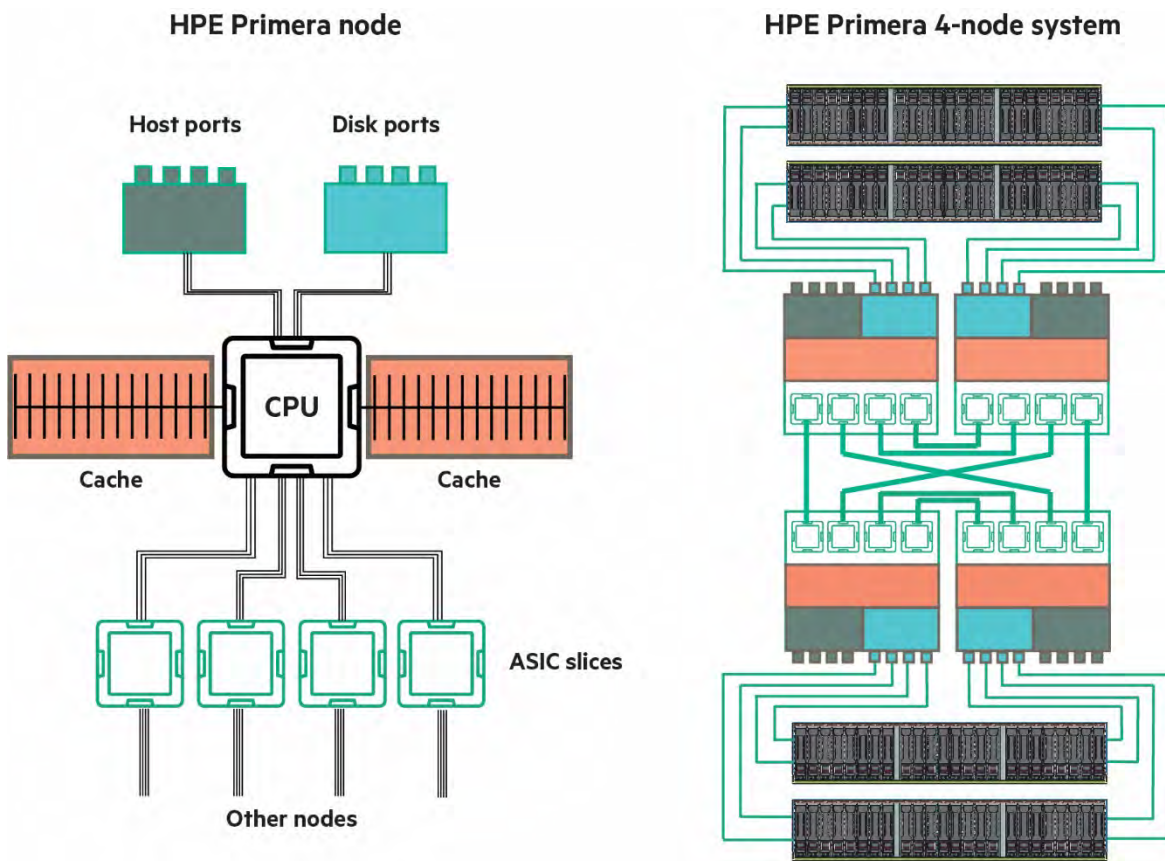 HPE Primera node
HPE Primera 4-node system
Host ports
Disk ports
CPU
Cache
Cache
ASIC slices
Other nodes